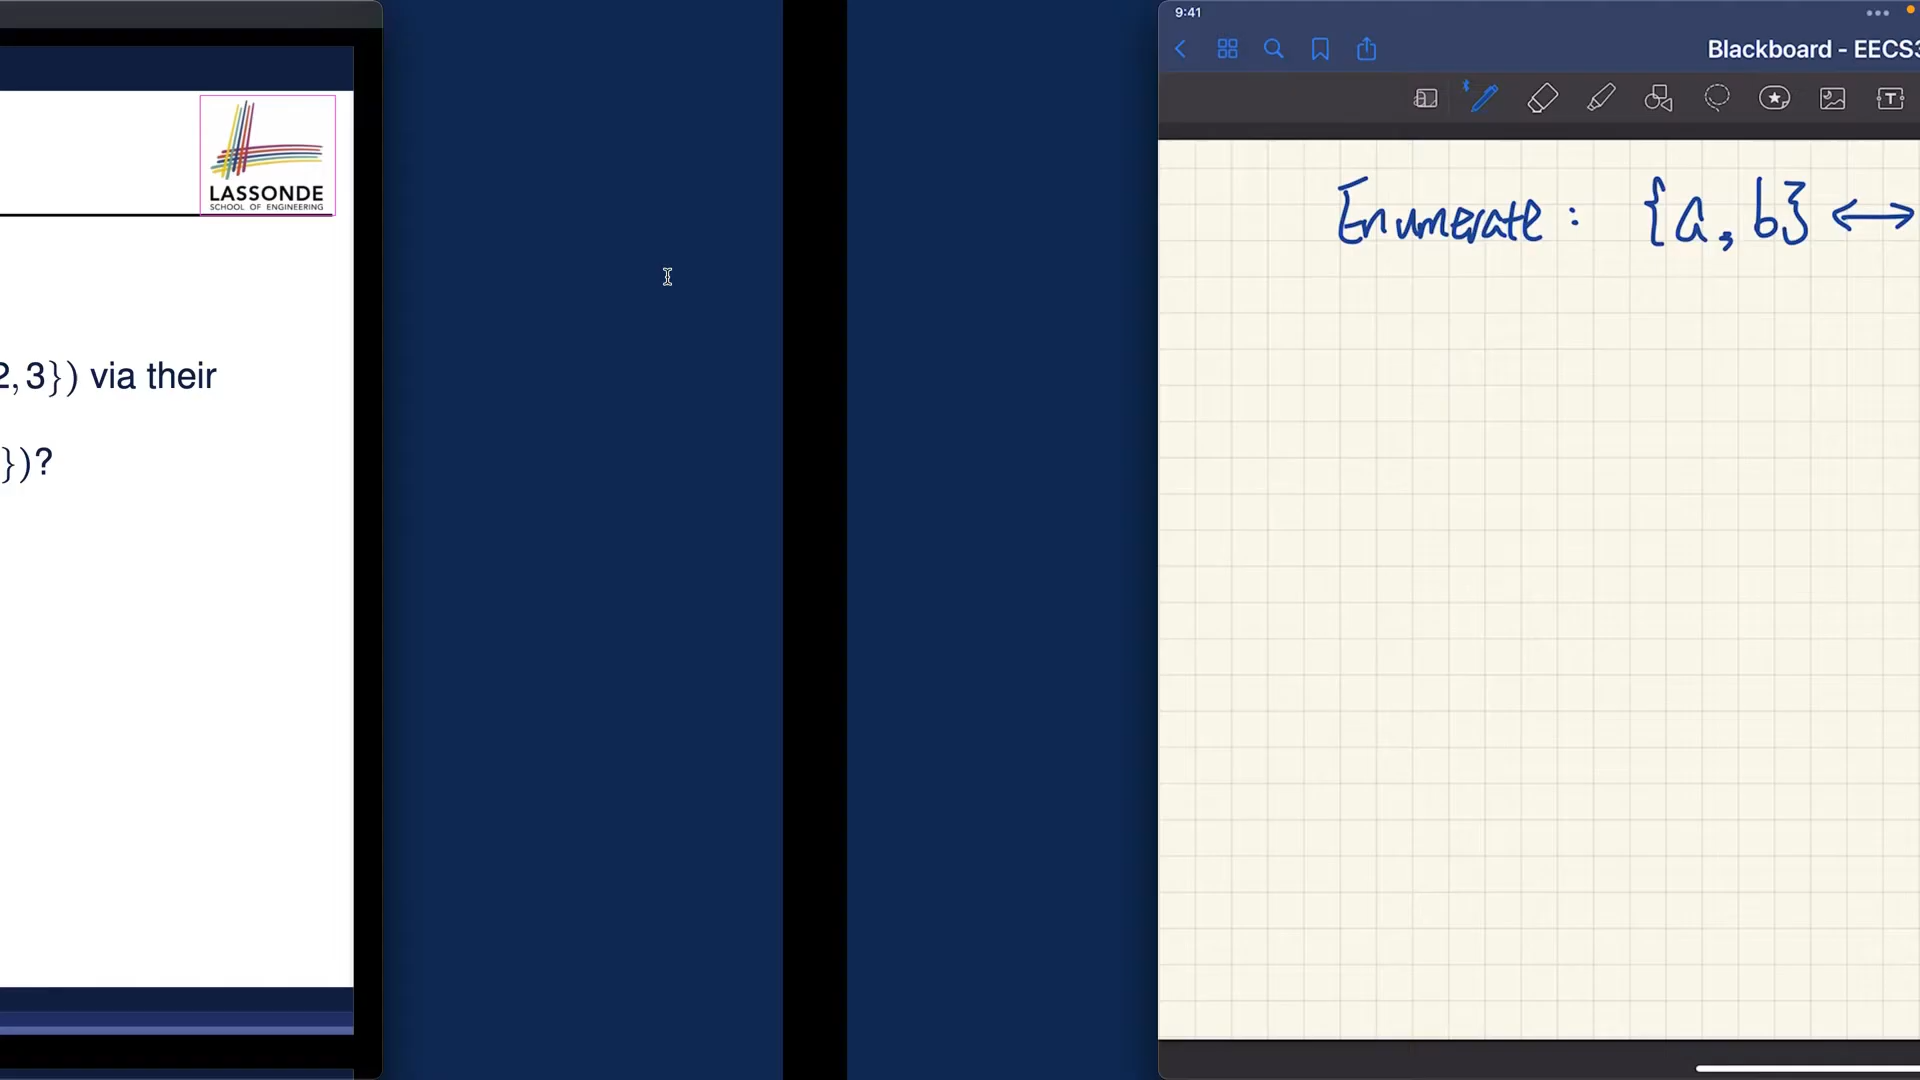 LASSONDE
SCHOOL OF ENGINEERING
2, 3}) via their
})?
9:41
Blackboard - EECS3
T
Enumerate : {a, b} ↔